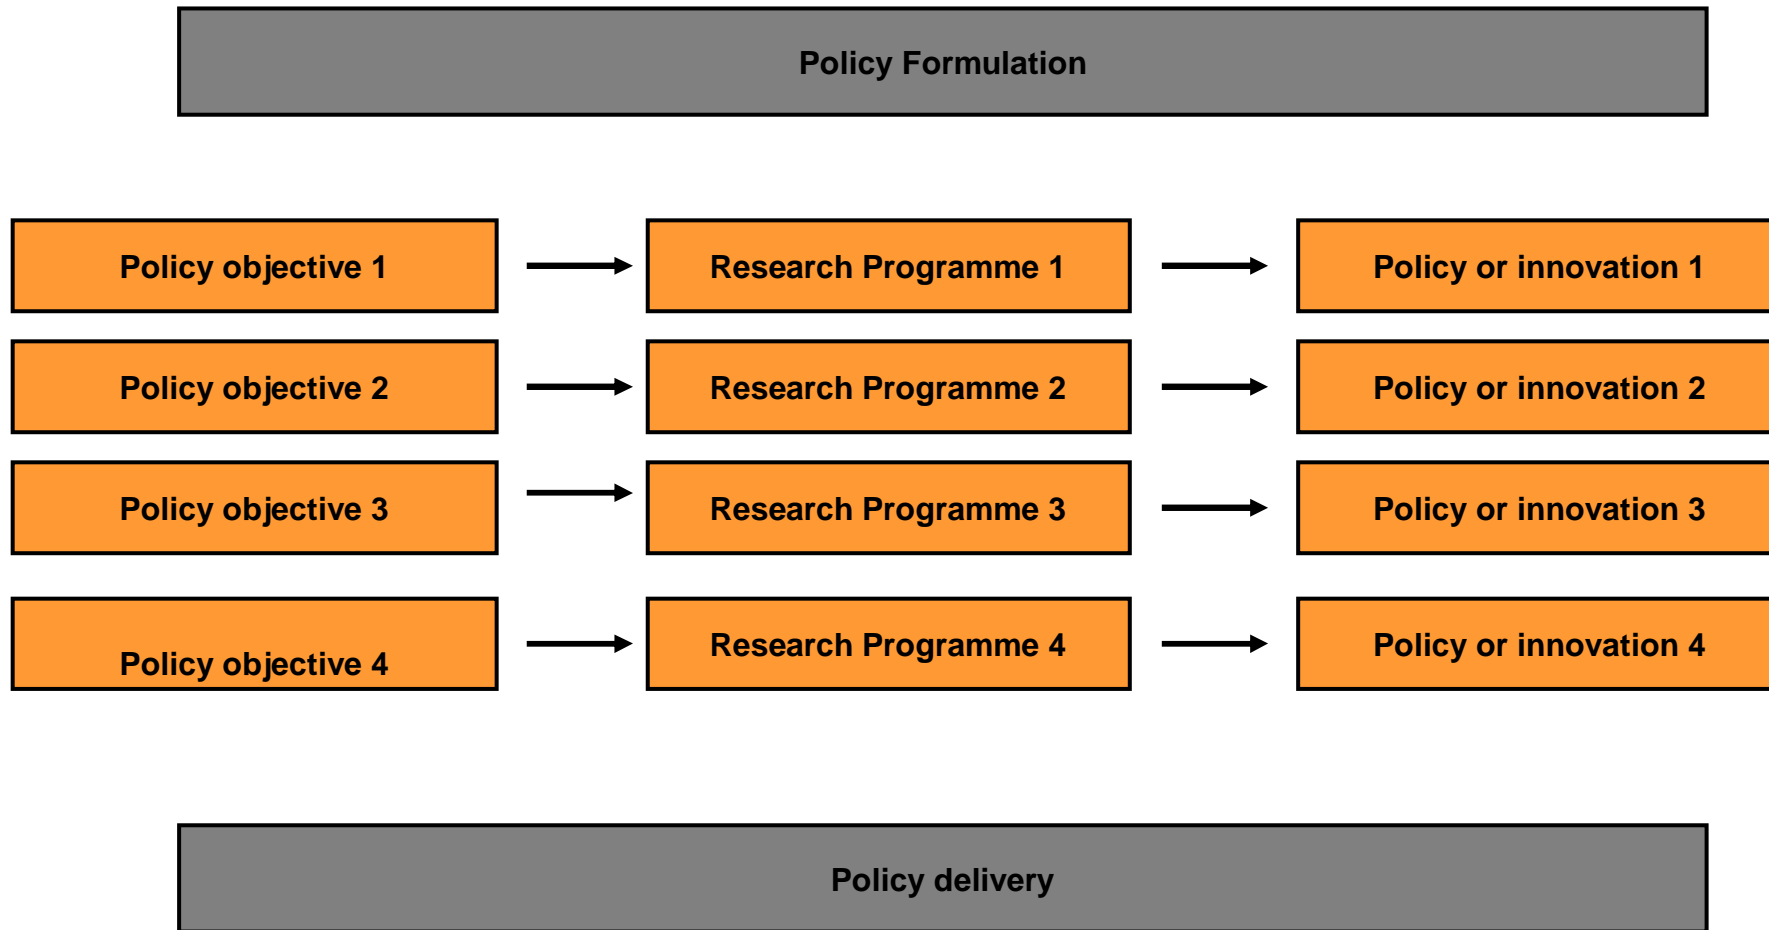 Policy Formulation
Policy objective 1
Research Programme 1
Policy or innovation 1
Policy objective 2
Research Programme 2
Policy or innovation 2
Policy objective 3
Research Programme 3
Policy or innovation 3
Policy objective 4
Research Programme 4
Policy or innovation 4
Policy delivery